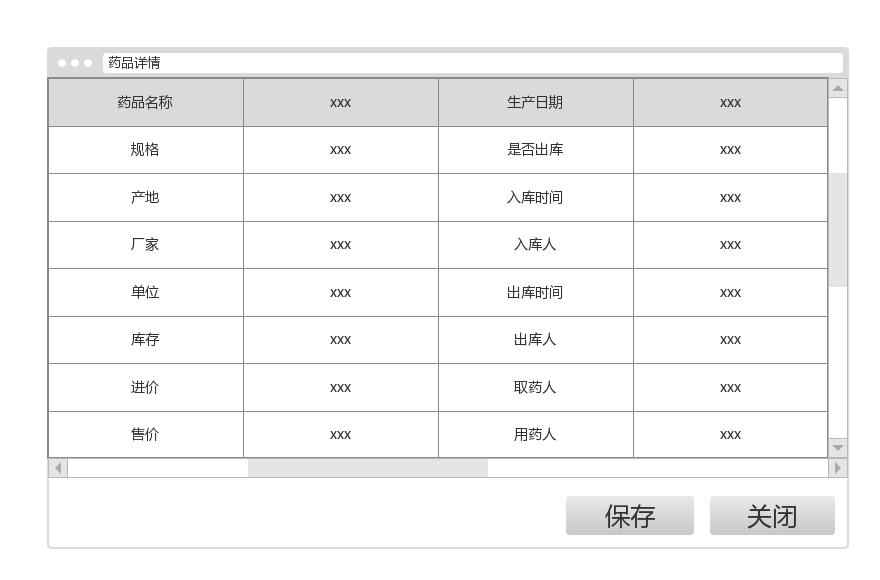 药品详情
药品名称 xxx 生产日期 xxx
规格 xxx 是否出库 xxx
产地 xxx 入库时间 xxx
厂家 xxx 入库人 xxx
单位 xxx 出库时间 xxx
库存 xxx 出库人 xxx
进价 xxx 取药人 xxx
售价 xxx 用药人 xxx
保存 关闭